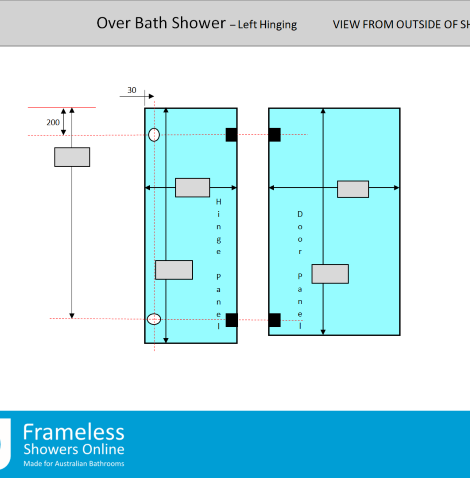 Over Bath Shower – Left Hinging
VIEW FROM OUTSIDE OF SH
30
200
Hinge Panel
Door Panel
Frameless
Showers Online
Made for Australian Bathrooms